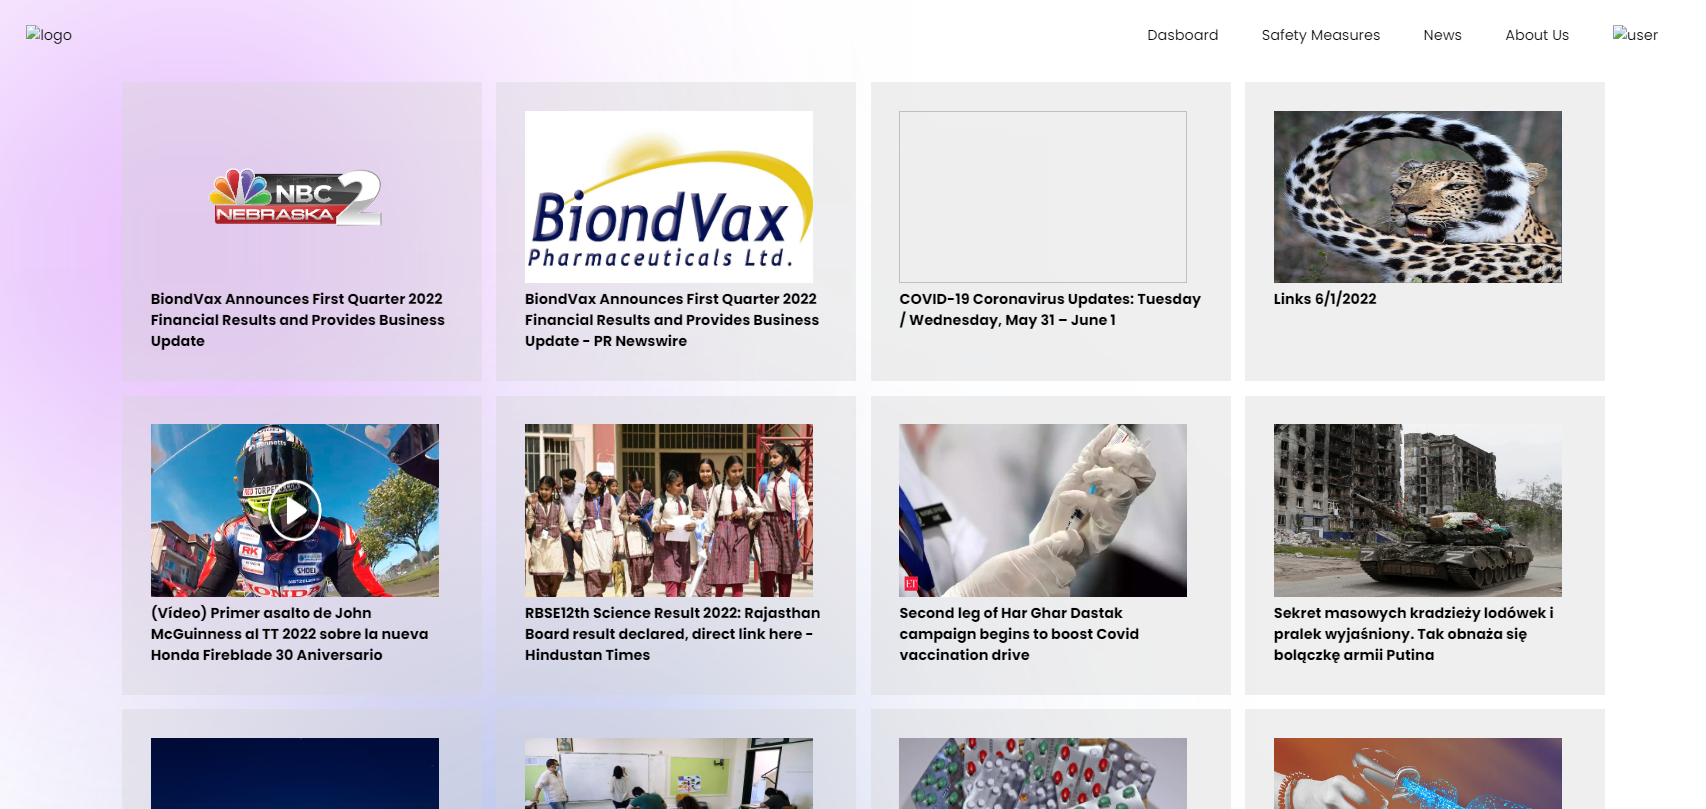 logo
Dasboard
Safety Measures
News
About Us
user
NBC 2
NEBRASKA
BiondVax Announces First Quarter 2022
Financial Results and Provides Business
Update
BiondVax
Pharmaceuticals Ltd.
BiondVax Announces First Quarter 2022
Financial Results and Provides Business
Update - PR Newswire
COVID-19 Coronavirus Updates: Tuesday
/ Wednesday, May 31 – June 1
Links 6/1/2022
RK
SHOEI
HONDA
(Vídeo) Primer asalto de John
McGuinness al TT 2022 sobre la nueva
Honda Fireblade 30 Aniversario
RBSE12th Science Result 2022: Rajasthan
Board result declared, direct link here -
Hindustan Times
ET
Second leg of Har Ghar Dastak
campaign begins to boost Covid
vaccination drive
Sekret masowych kradzieży lodówek i
pralek wyjaśniony. Tak obnaża się
bolączkę armii Putina